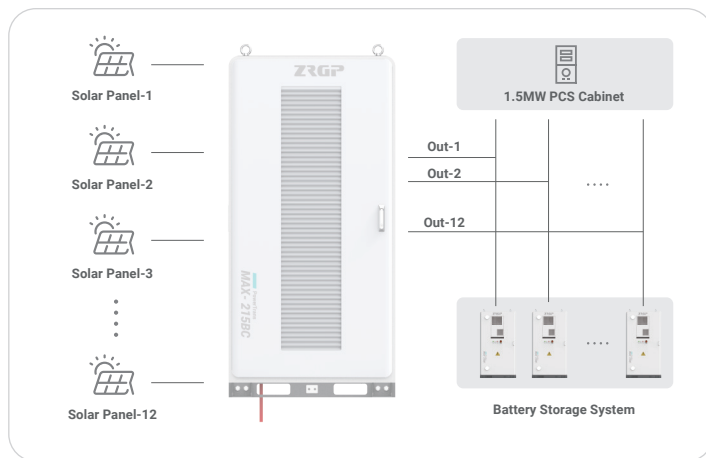 Solar Panel-1
Solar Panel-2
Solar Panel-3
Solar Panel-12
ZRGP
MAX- 215BC
Out-1
Out-2
Out-12
1.5MW PCS Cabinet
Battery Storage System